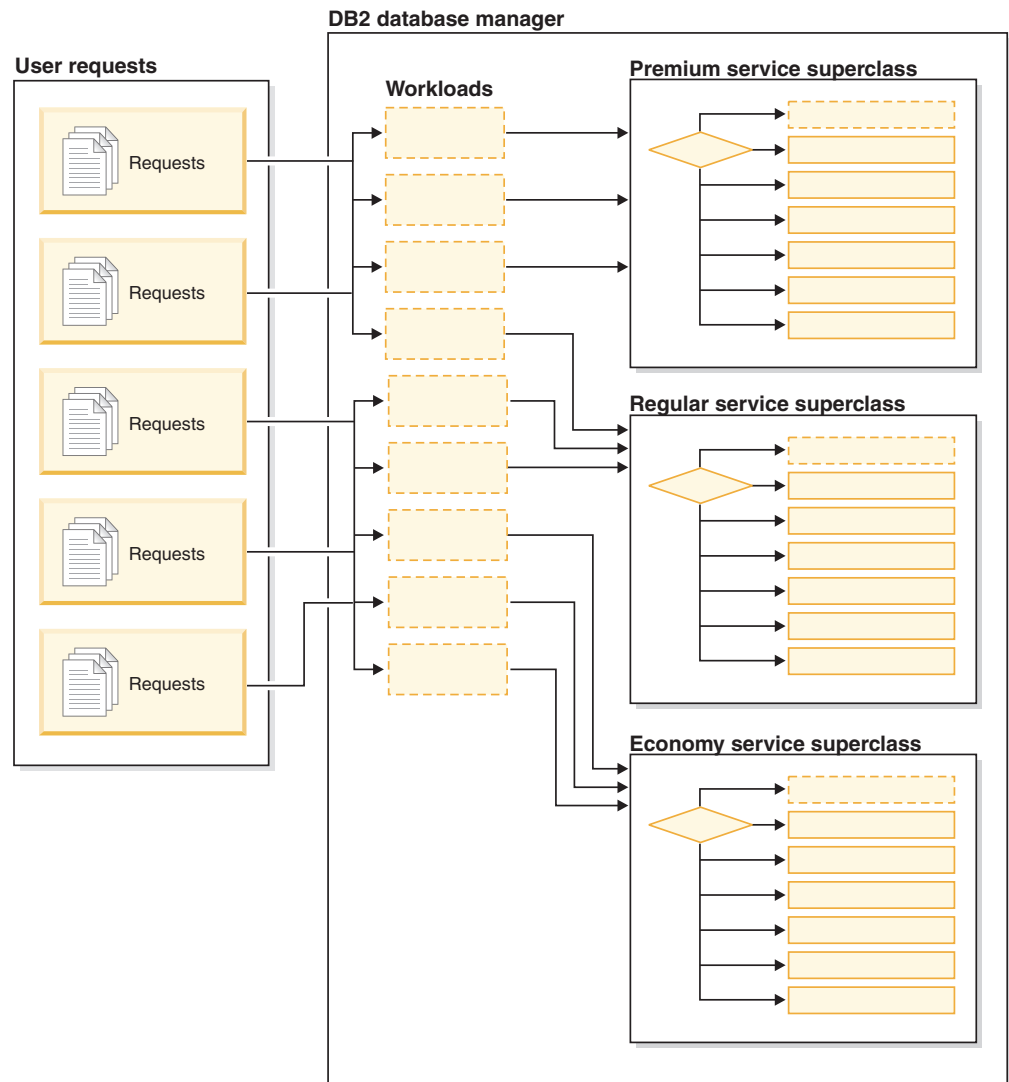 DB2 database manager
User requests
Workloads
Premium service superclass
Requests
Requests
Requests
Requests
Requests
Regular service superclass
Economy service superclass